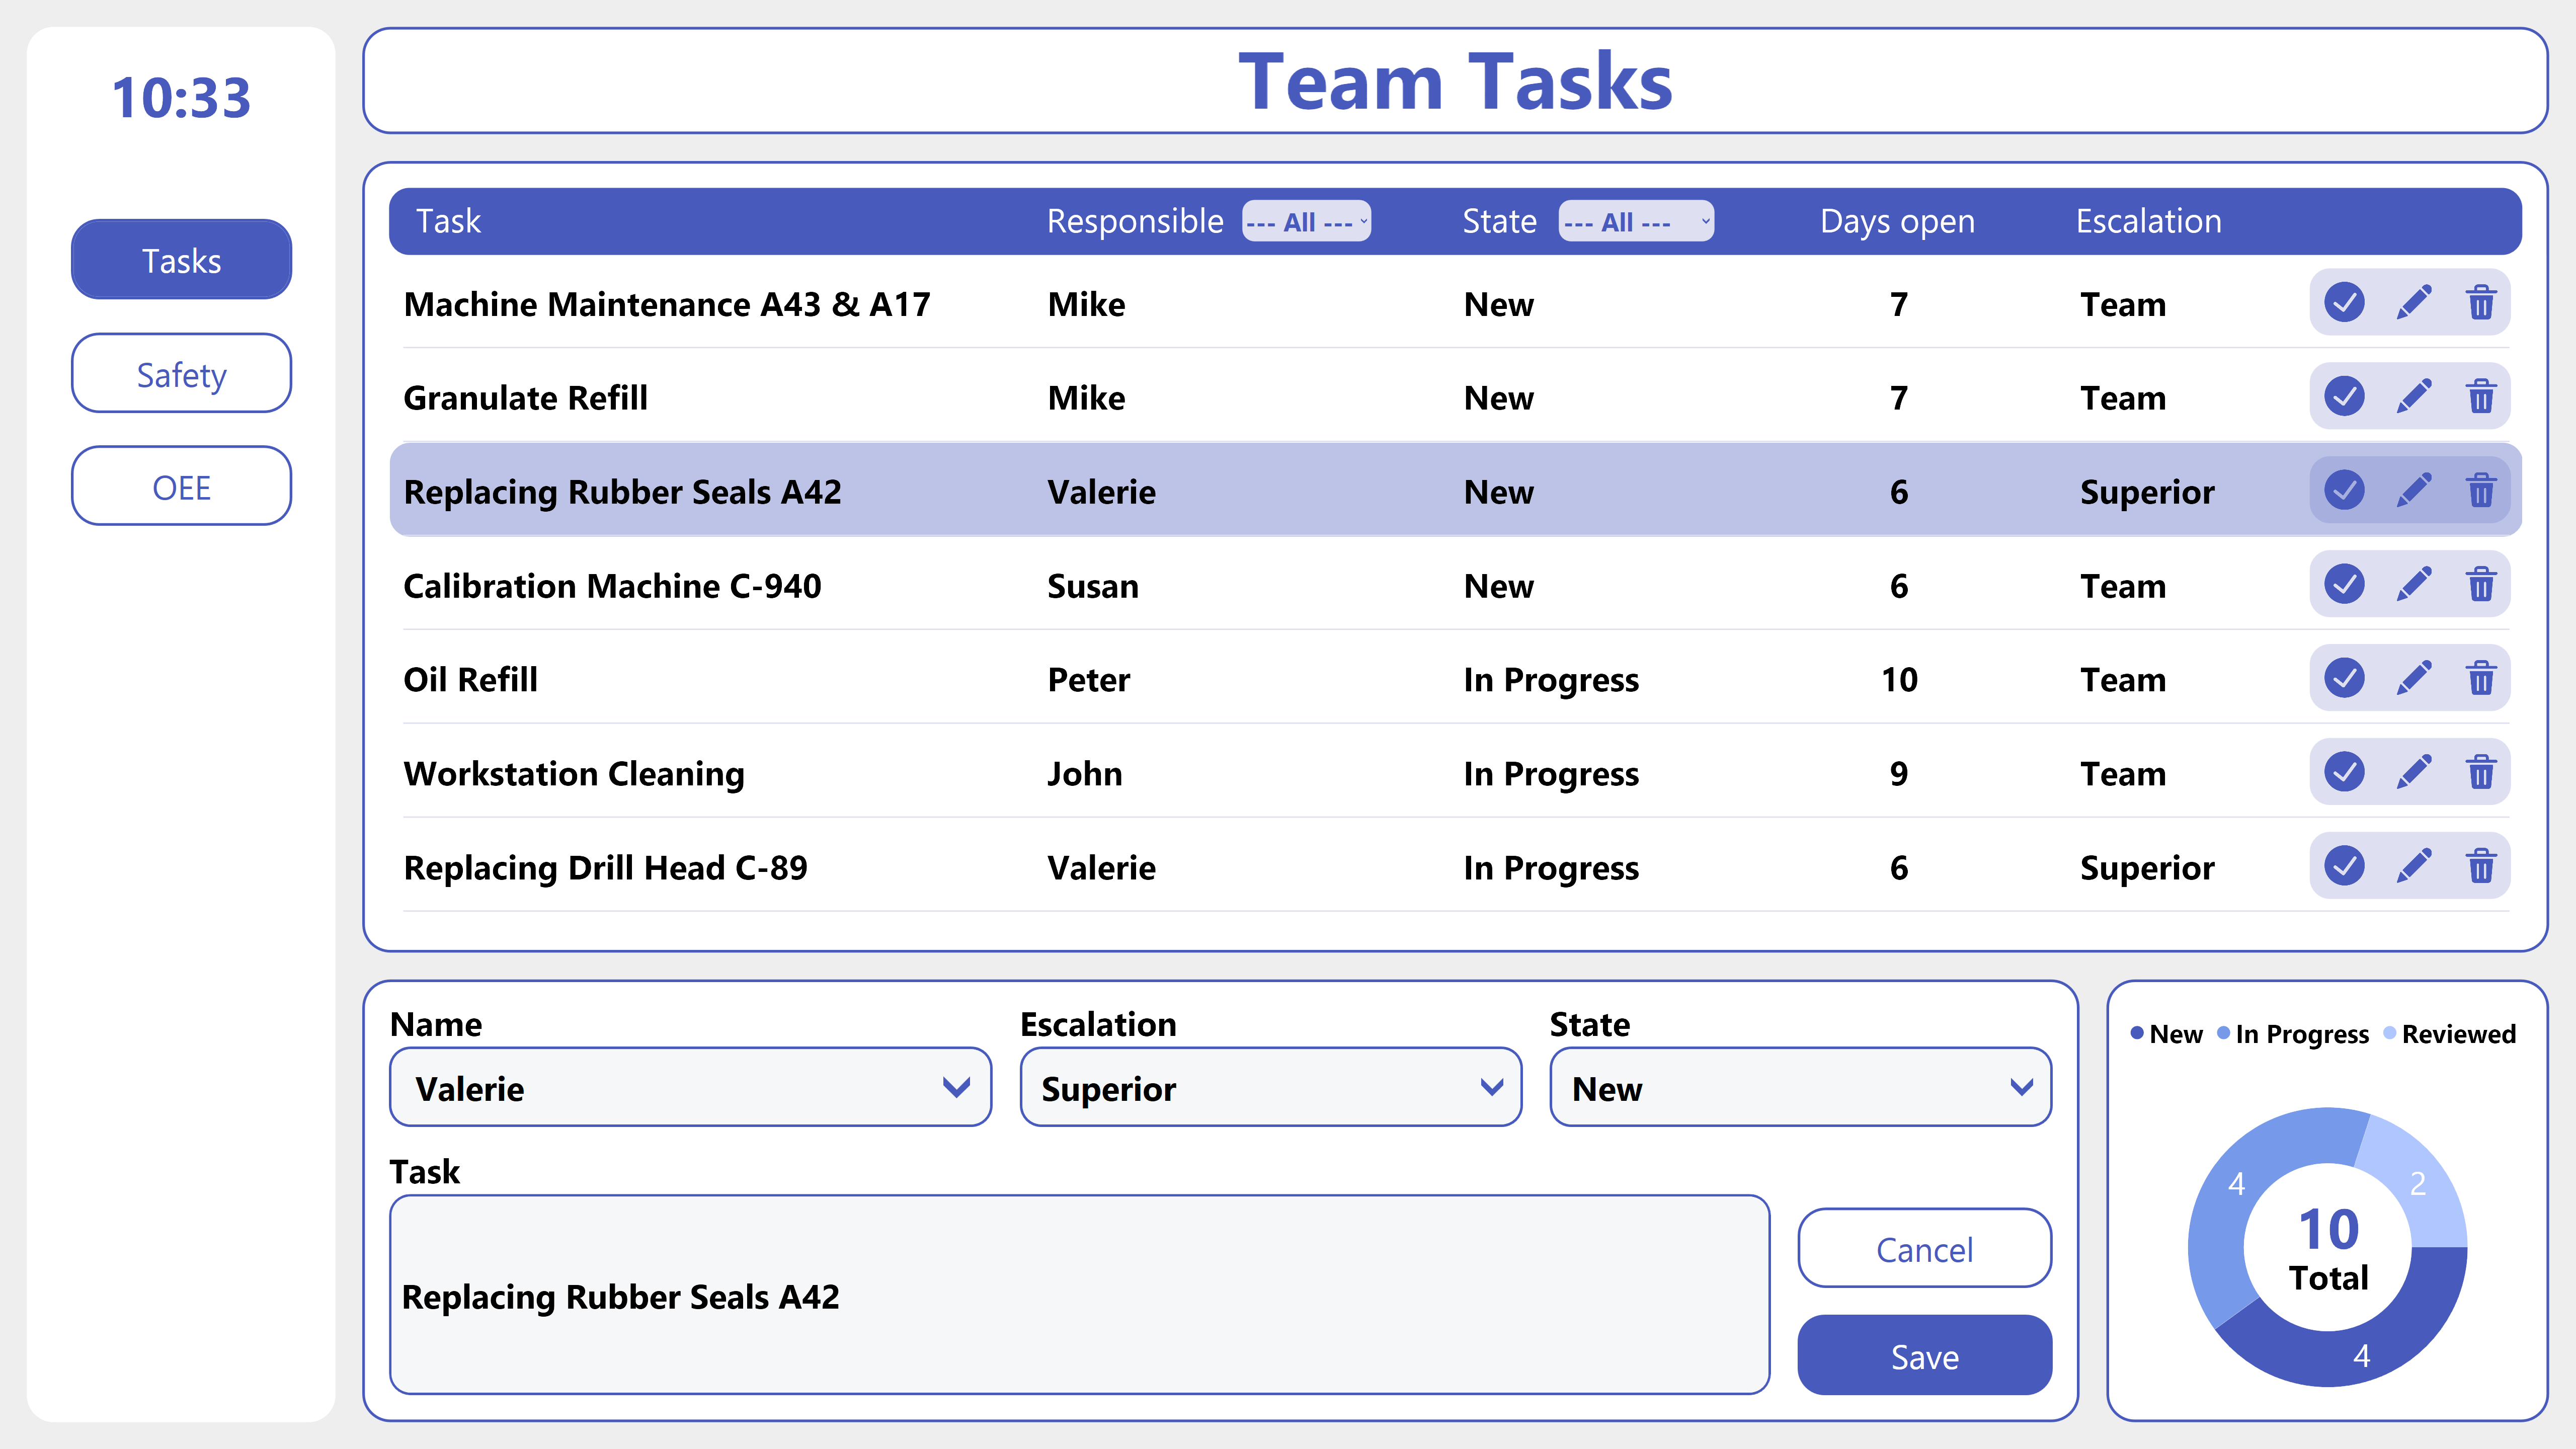 10:33
Tasks
Safety
OEE
Team Tasks
Task Responsible --- All --- State --- All --- Days open Escalation
Machine Maintenance A43 & A17 Mike New 7 Team
Granulate Refill Mike New 7 Team
Replacing Rubber Seals A42 Valerie New 6 Superior
Calibration Machine C-940 Susan New 6 Team
Oil Refill Peter In Progress 10 Team
Workstation Cleaning John In Progress 9 Team
Replacing Drill Head C-89 Valerie In Progress 6 Superior
Name Escalation State
Valerie Superior New
Task
Replacing Rubber Seals A42
Cancel
Save
New In Progress Reviewed
4 2
10
Total
4